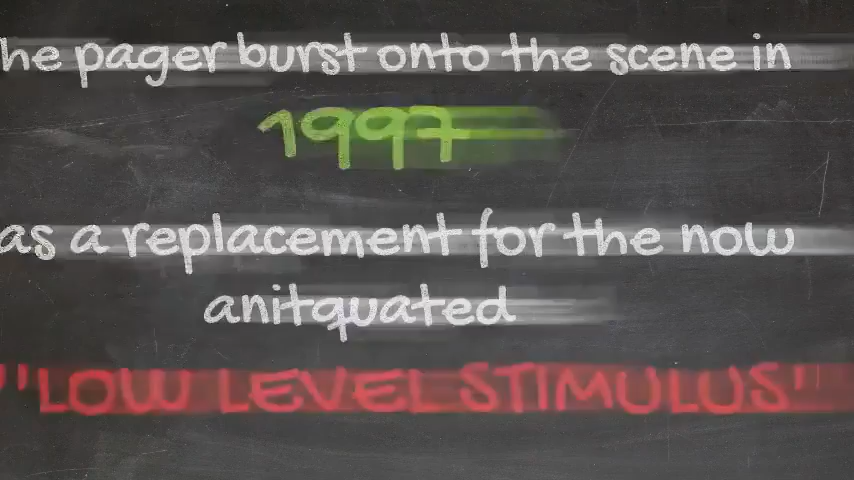 he pager burst onto the scene in
1997
as a replacement for the now
anitquated
"LOW LEVEL STIMULUS"